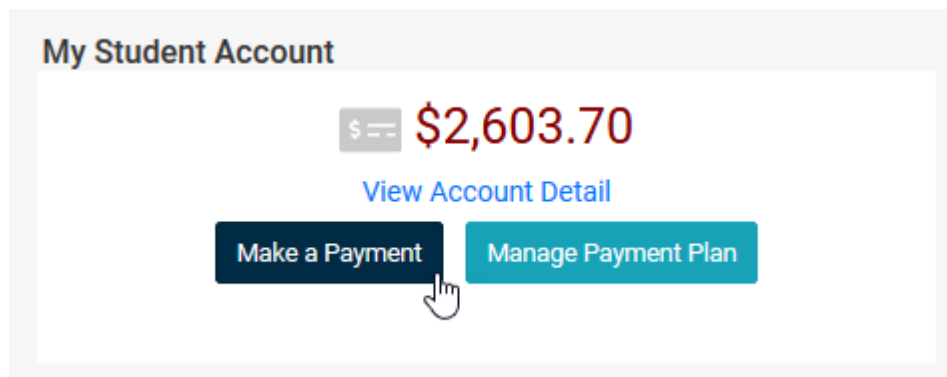 My Student Account
$2,603.70
View Account Detail
Make a Payment Manage Payment Plan